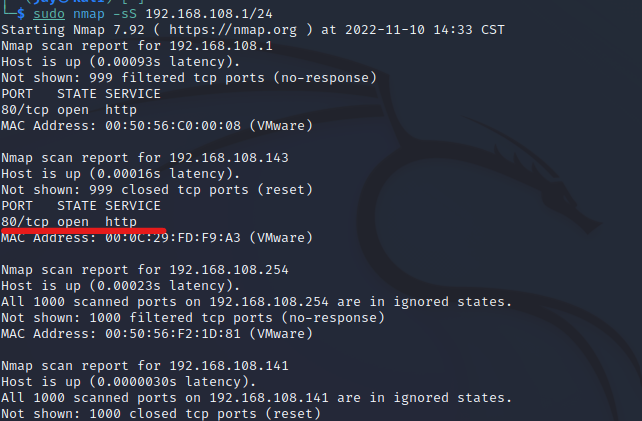 └─$ sudo nmap -sS 192.168.108.1/24
Starting Nmap 7.92 ( https://nmap.org ) at 2022-11-10 14:33 CST
Nmap scan report for 192.168.108.1
Host is up (0.00093s latency).
Not shown: 999 filtered tcp ports (no-response)
PORT   STATE SERVICE
80/tcp open  http
MAC Address: 00:50:56:C0:00:08 (VMware)

Nmap scan report for 192.168.108.143
Host is up (0.00016s latency).
Not shown: 999 closed tcp ports (reset)
PORT   STATE SERVICE
80/tcp open  http
MAC Address: 00:0C:29:FD:F9:A3 (VMware)

Nmap scan report for 192.168.108.254
Host is up (0.00023s latency).
All 1000 scanned ports on 192.168.108.254 are in ignored states.
Not shown: 1000 filtered tcp ports (no-response)
MAC Address: 00:50:56:F2:1D:81 (VMware)

Nmap scan report for 192.168.108.141
Host is up (0.0000030s latency).
All 1000 scanned ports on 192.168.108.141 are in ignored states.
Not shown: 1000 closed tcp ports (reset)